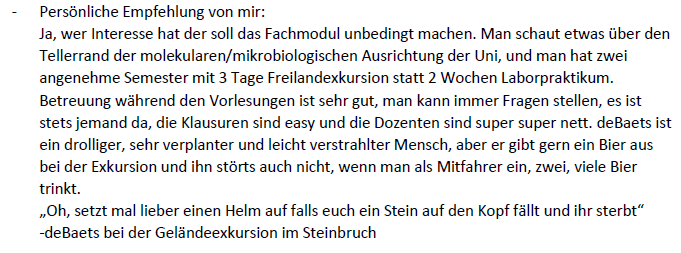 - Persönliche Empfehlung von mir:
Ja, wer Interesse hat der soll das Fachmodul unbedingt machen. Man schaut etwas über den
Tellerrand der molekularen/mikrobiologischen Ausrichtung der Uni, und man hat zwei
angenehme Semester mit 3 Tage Freilandexkursion statt 2 Wochen Laborpraktikum.
Betreuung während den Vorlesungen ist sehr gut, man kann immer Fragen stellen, es ist
stets jemand da, die Klausuren sind easy und die Dozenten sind super super nett. deBaets ist
ein drolliger, sehr verplanter und leicht verstrahlter Mensch, aber er gibt gern ein Bier aus
bei der Exkursion und ihn störts auch nicht, wenn man als Mitfahrer ein, zwei, viele Bier
trinkt.
„Oh, setzt mal lieber einen Helm auf falls euch ein Stein auf den Kopf fällt und ihr sterbt“
-deBaets bei der Geländeexkursion im Steinbruch